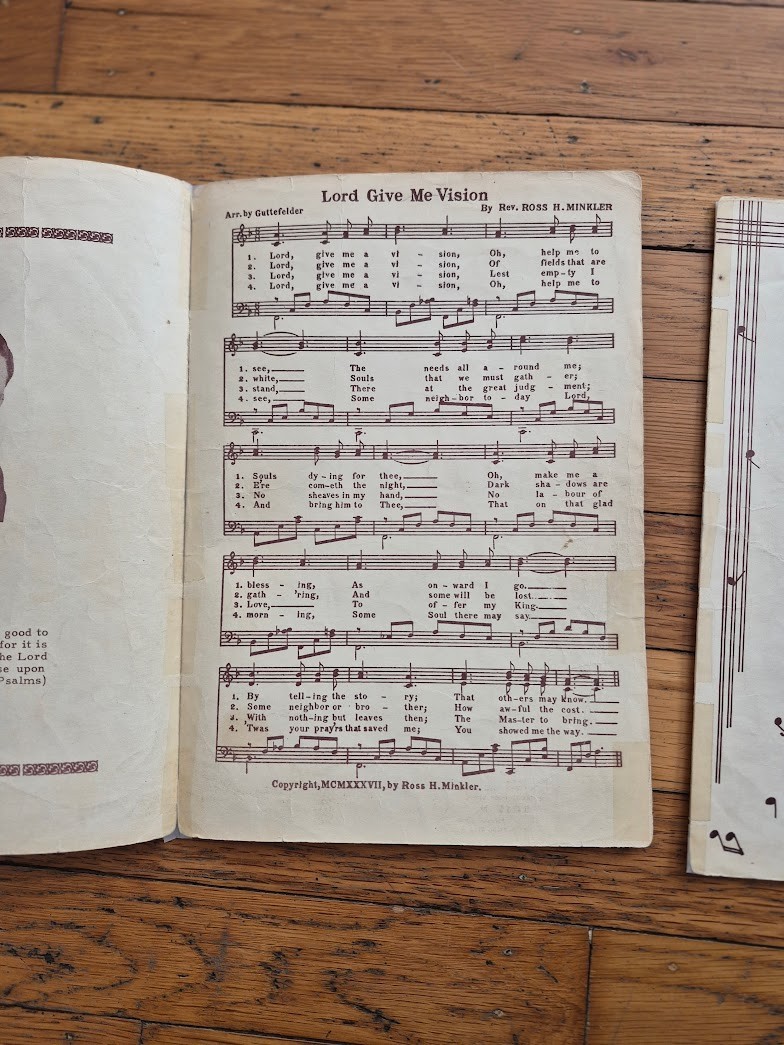 good to
for it is
he Lord
se upon
Psalms)
Lord Give Me Vision
Arr. by Guttefelder By Rev. ROSS H. MINKLER
1. Lord, give me a vi - sion, Oh, help me to
2. Lord, give me a vi - sion, Of fields that are
3. Lord, give me a vi - sion, Lest emp-ty I
4. Lord, give me a vi - sion, Oh, help me to
1. see, The needs all a - round me;
2. white, Souls that we must gath - er;
3. stand, There at the great judg - ment;
4. see, Some neigh-bor to - day Lord,
1. Souls dy-ing for thee, Oh, make me a
2. E're com-eth the night, Dark sha-dows are
3. No sheaves in my hand, No la-bour of
4. And bring him to Thee, That on that glad
1. bless - ing, As on-ward I go.
2. gath - 'ring, And some will be lost.
3. Love, To of-fer my King.
4. morn - ing, Some Soul there may say.
1. By tell-ing the sto - ry; That oth-ers may know.
2. Some neighbor or bro - ther; How aw-ful the cost.
3. With noth-ing but leaves then; The Mas-ter to bring.
4. 'Twas your pray'rs that saved me; You showed me the way.
Copyright, MCMXXXVII, by Ross H. Minkler.